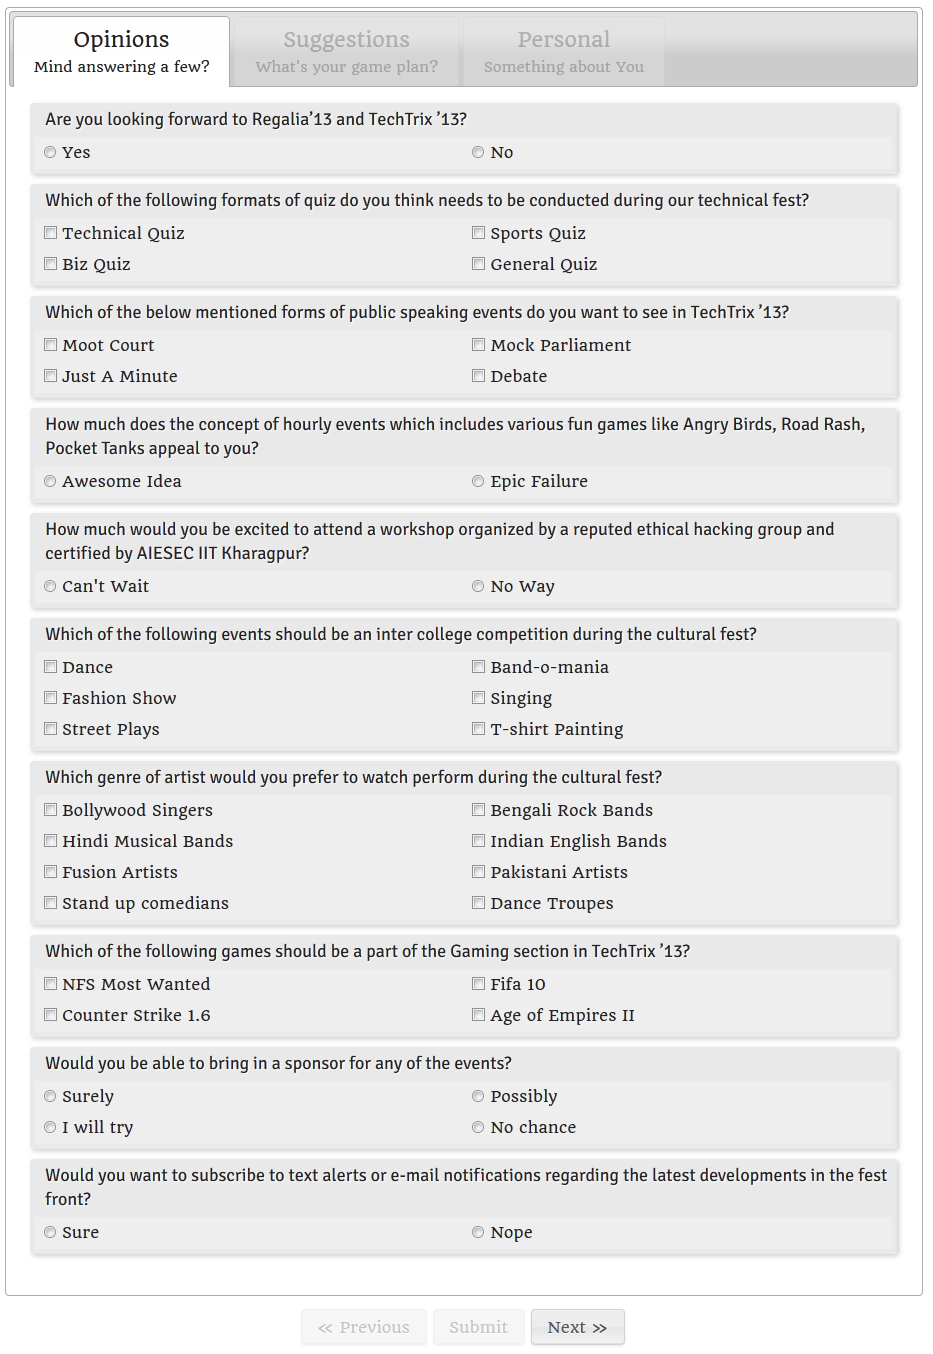 Opinions
Mind answering a few?
Suggestions
What's your game plan?
Personal
Something about You
Are you looking forward to Regalia’13 and TechTrix ’13?
Yes
No
Which of the following formats of quiz do you think needs to be conducted during our technical fest?
Technical Quiz
Sports Quiz
Biz Quiz
General Quiz
Which of the below mentioned forms of public speaking events do you want to see in TechTrix ’13?
Moot Court
Mock Parliament
Just A Minute
Debate
How much does the concept of hourly events which includes various fun games like Angry Birds, Road Rash,
Pocket Tanks appeal to you?
Awesome Idea
Epic Failure
How much would you be excited to attend a workshop organized by a reputed ethical hacking group and
certified by AIESEC IIT Kharagpur?
Can't Wait
No Way
Which of the following events should be an inter college competition during the cultural fest?
Dance
Band-o-mania
Fashion Show
Singing
Street Plays
T-shirt Painting
Which genre of artist would you prefer to watch perform during the cultural fest?
Bollywood Singers
Bengali Rock Bands
Hindi Musical Bands
Indian English Bands
Fusion Artists
Pakistani Artists
Stand up comedians
Dance Troupes
Which of the following games should be a part of the Gaming section in TechTrix ’13?
NFS Most Wanted
Fifa 10
Counter Strike 1.6
Age of Empires II
Would you be able to bring in a sponsor for any of the events?
Surely
Possibly
I will try
No chance
Would you want to subscribe to text alerts or e-mail notifications regarding the latest developments in the fest
front?
Sure
Nope
« Previous
Submit
Next »